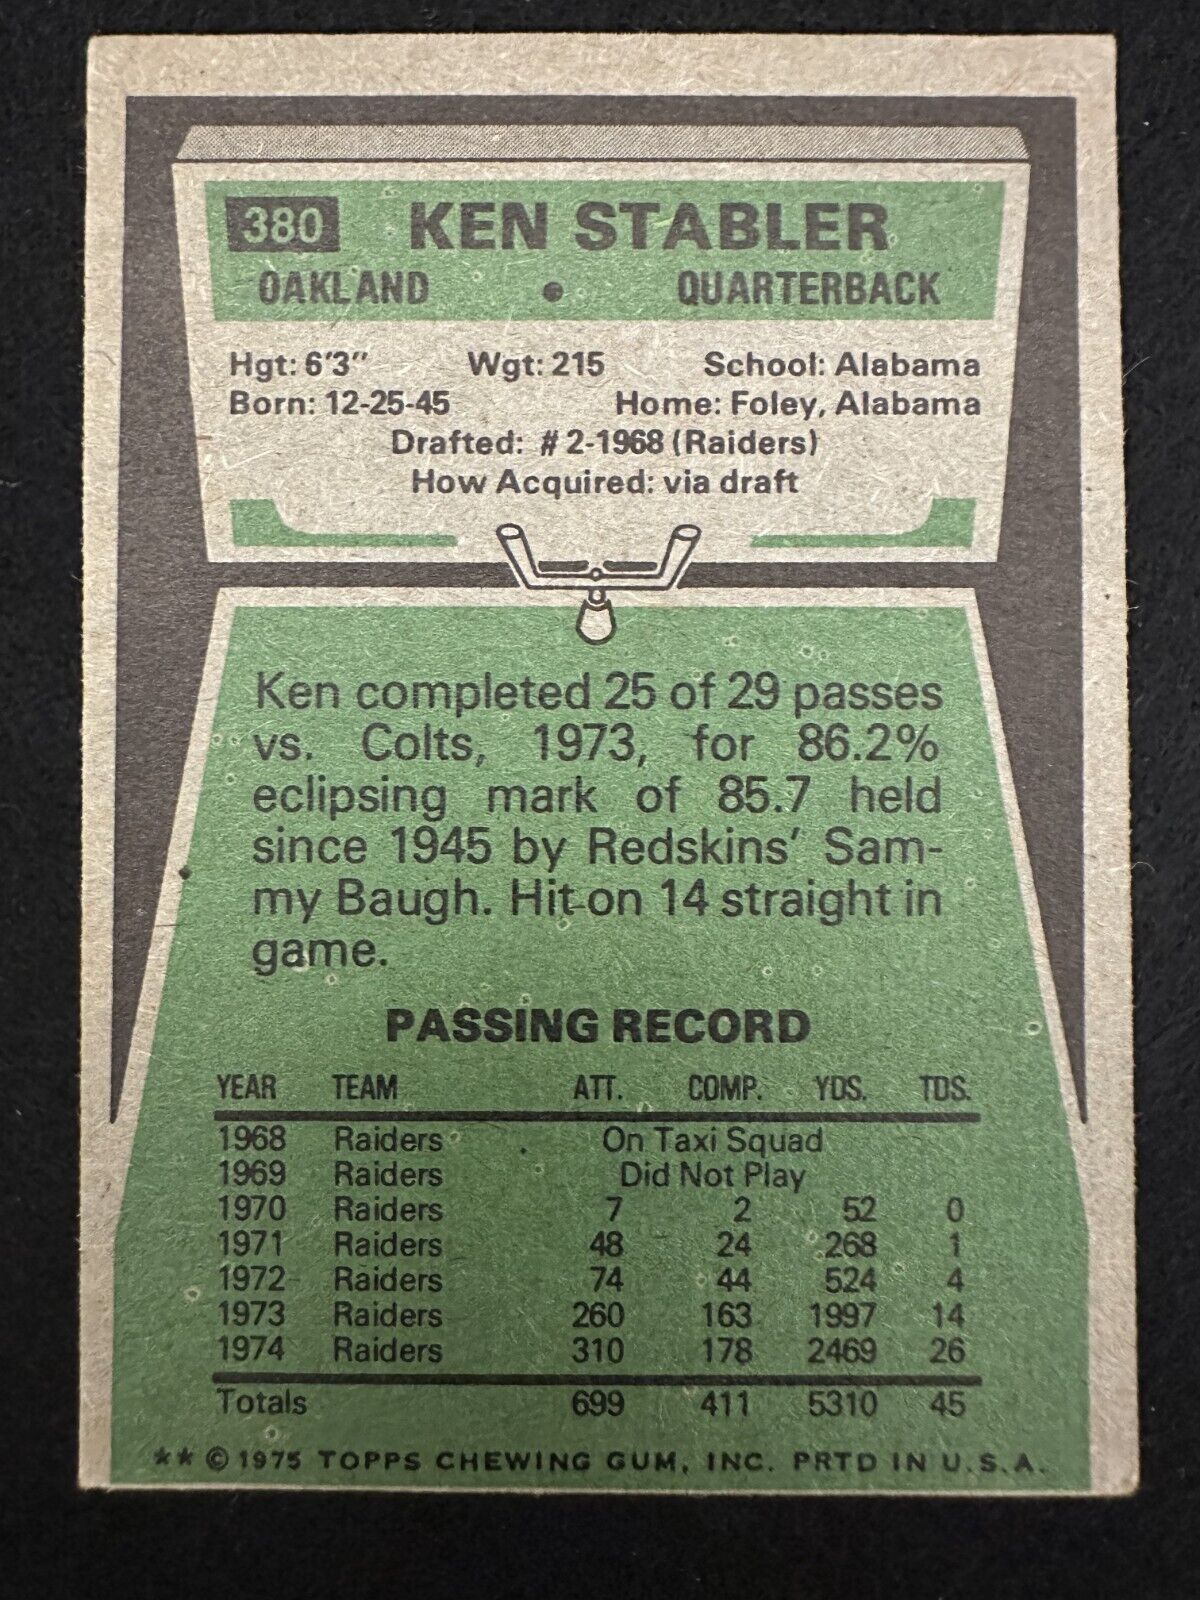 380 KEN STABLER
OAKLAND • QUARTERBACK
Hgt: 6'3" Wgt: 215 School: Alabama
Born: 12-25-45 Home: Foley, Alabama
Drafted: # 2-1968 (Raiders)
How Acquired: via draft
Ken completed 25 of 29 passes
vs. Colts, 1973, for 86.2%
eclipsing mark of 85.7 held
since 1945 by Redskins' Sam-
my Baugh. Hit on 14 straight in
game.
PASSING RECORD
YEAR TEAM ATT. COMP. YDS. TDS.
1968 Raiders On Taxi Squad
1969 Raiders Did Not Play
1970 Raiders 7 2 52 0
1971 Raiders 48 24 268 1
1972 Raiders 74 44 524 4
1973 Raiders 260 163 1997 14
1974 Raiders 310 178 2469 26
Totals 699 411 5310 45
** © 1975 TOPPS CHEWING GUM, INC. PRTD IN U.S.A.